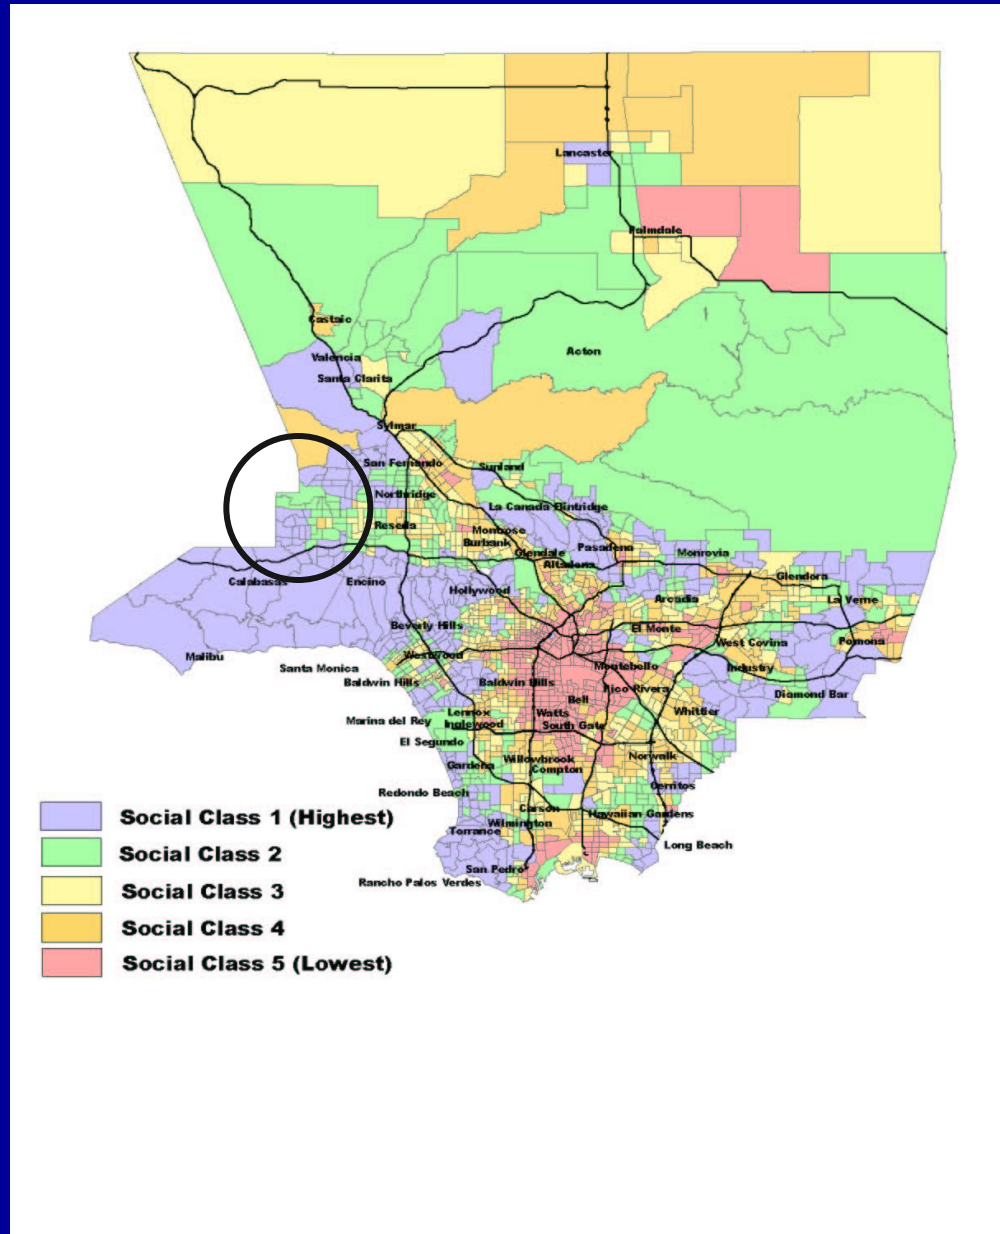 Lancaster
Palmdale
Castaic
Acton
Valencia
Santa Clarita
Sylmar
San Fernando
Sunland
Northridge
La Canada Flintridge
Reseda
Montrose
Burbank
Glendale
Pasadena
Monrovia
Altadena
Glendora
Calabasas
Encino
Hollywood
Arcadia
La Verne
Beverly Hills
El Monte
West Covina
Pomona
Malibu
Westwood
Santa Monica
Montebello
Industry
Baldwin Hills
Baldwin Hills
Pico Rivera
Diamond Bar
Bell
Lennox
Watts
Whittier
Marina del Rey
Inglewood
South Gate
El Segundo
Gardena
Willowbrook
Norwalk
Compton
Cerritos
Redondo Beach
Carson
Hawaiian Gardens
Wilmington
Torrance
Long Beach
San Pedro
Rancho Palos Verdes
Social Class 1 (Highest)
Social Class 2
Social Class 3
Social Class 4
Social Class 5 (Lowest)